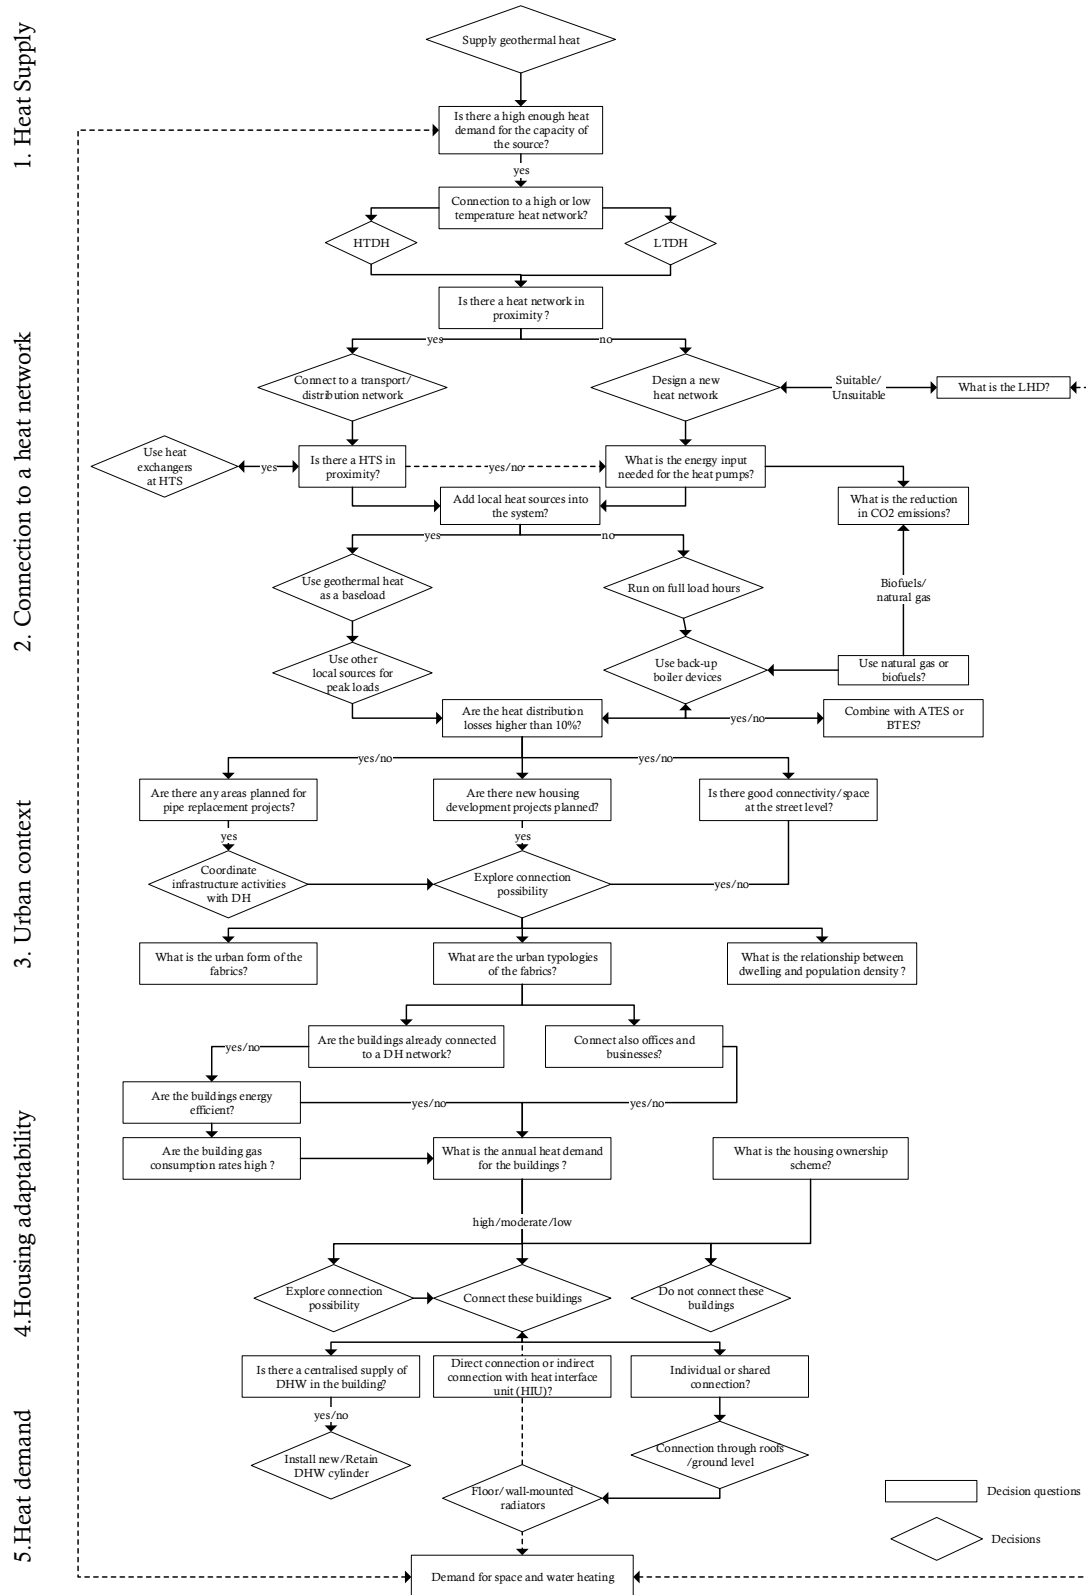 1. Heat Supply
Supply geothermal heat
Is there a high enough heat
demand for the capacity of
the source?
yes
Connection to a high or low
temperature heat network?
HTDH
LTDH
Is there a heat network in
proximity?
2. Connection to a heat network
yes
no
Connect to a transport/
distribution network
Design a new
heat network
Suitable/
Unsuitable
What is the LHD?
Use heat
exchangers
at HTS
yes
Is there a HTS in
proximity?
yes/no
What is the energy input
needed for the heat pumps?
Add local heat sources into
the system?
What is the reduction
in CO2 emissions?
yes
no
Use geothermal heat
as a baseload
Run on full load hours
Biofuels/
natural gas
Use other
local sources for
peak loads
Use back-up
boiler devices
Use natural gas or
biofuels?
Are the heat distribution
losses higher than 10%?
yes/no
Combine with ATES or
BTES?
3. Urban context
yes/no
yes/no
Are there any areas planned for
pipe replacement projects?
Are there new housing
development projects planned?
Is there good connectivity/space
at the street level?
yes
yes
Coordinate
infrastructure activities
with DH
Explore connection
possibility
yes/no
What is the urban form of the
fabrics?
What are the urban typologies
of the fabrics?
What is the relationship between
dwelling and population density?
Are the buildings already connected
to a DH network?
Connect also offices and
businesses?
yes/no
4.Housing adaptability
Are the buildings energy
efficient?
yes/no
yes/no
Are the building gas
consumption rates high?
What is the annual heat demand
for the buildings?
What is the housing ownership
scheme?
high/moderate/low
Explore connection
possibility
Connect these buildings
Do not connect these
buildings
5.Heat demand
Is there a centralised supply of
DHW in the building?
Direct connection or indirect
connection with heat interface
unit (HIU)?
Individual or shared
connection?
yes/no
Install new/Retain
DHW cylinder
Connection through roofs
/ground level
Floor/wall-mounted
radiators
Demand for space and water heating
Decision questions
Decisions